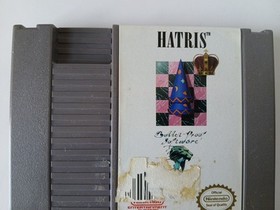 HATRIS™
Bullet-Proof
Software
Official
Nintendo
Seal of Quality